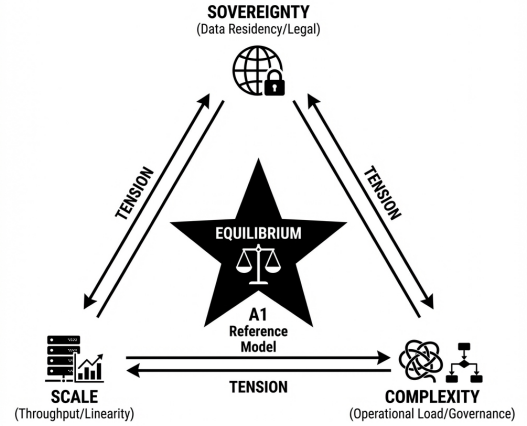 SOVEREIGNTY
(Data Residency/Legal)
TENSION
TENSION
EQUILIBRIUM
A1
Reference
Model
TENSION
SCALE
(Throughput/Linearity)
COMPLEXITY
(Operational Load/Governance)